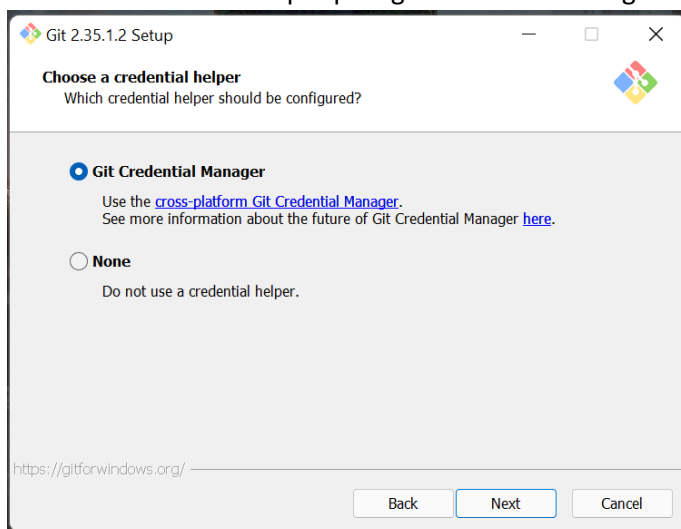 Git 2.35.1.2 Setup
Choose a credential helper
Which credential helper should be configured?
Git Credential Manager
Use the cross-platform Git Credential Manager.
See more information about the future of Git Credential Manager here.
None
Do not use a credential helper.
https://gitforwindows.org/
Back Next Cancel